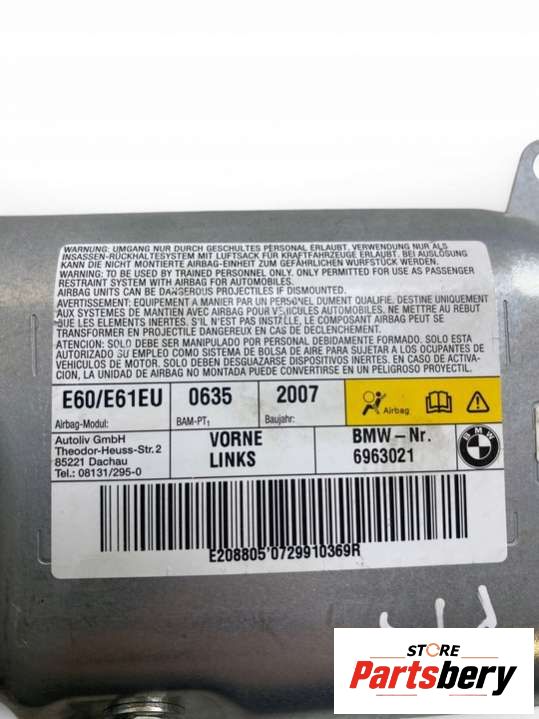 WARNUNG: UMGANG NUR DURCH GESCHULTES PERSONAL ERLAUBT. VERWENDUNG NUR ALS
INSASSEN-RÜCKHALTESYSTEM MIT LUFTSACK FÜR KRAFTFAHRZEUGE ERLAUBT. BEI AUSLÖSUNG
KANN DIE NICHT MONTIERTE AIRBAG-EINHEIT ZUM GEFÄHRLICHEN WURFSTÜCK WERDEN.
WARNING: TO BE USED BY TRAINED PERSONNEL ONLY. ONLY PERMITTED FOR USE AS PASSENGER
RESTRAINT SYSTEM WITH AIRBAG FOR AUTOMOBILES.
AIRBAG UNITS CAN BE DANGEROUS PROJECTILES IF DISMOUNTED.
AVERTISSEMENT: EQUIPEMENT A MANIER PAR UN PERSONNEL DUMENT QUALIFIE. DESTINE UNIQUEMENT
AUX SYSTEMES DE MANTIEN AVEC AIRBAG POUR VEHICULES AUTOMOBILES. NE METTRE AU REBUT
QUE LES ELEMENTS INERTES. S'IL N'EST PAS INSTALLE, LE COMPOSANT AIRBAG PEUT SE
TRANSFORMER EN PROJECTILE DANGEREUX EN CAS DE DECLENCHEMENT.
ATENCION: SOLO DEBE SER MANIPULADO POR PERSONAL DEBIDAMENTE FORMADO. SOLO ESTA
AUTORIZADO SU EMPLEO COMO SISTEMA DE BOLSA DE AIRE PARA SUJETAR A LOS OCUPANTES DE
VEHICULOS DE MOTOR. SOLO DEBEN DESGUAZARSE DISPOSITIVOS INERTES. EN CASO DE ACTIVA-
CION, LA UNIDAD DE AIRBAG NO MONTADA PUEDE CONVERTIRSE EN UN PELIGROSO PROYECTIL.
E60/E61EU 0635 2007 Airbag
Airbag-Modul: BAM-PT1 Baujahr:
Autoliv GmbH
Theodor-Heuss-Str.2
85221 Dachau
Tel.: 08131/295-0
VORNE
LINKS
BMW-Nr.
6963021
BMW
E208805'0729910369R
STORE
Partsbery